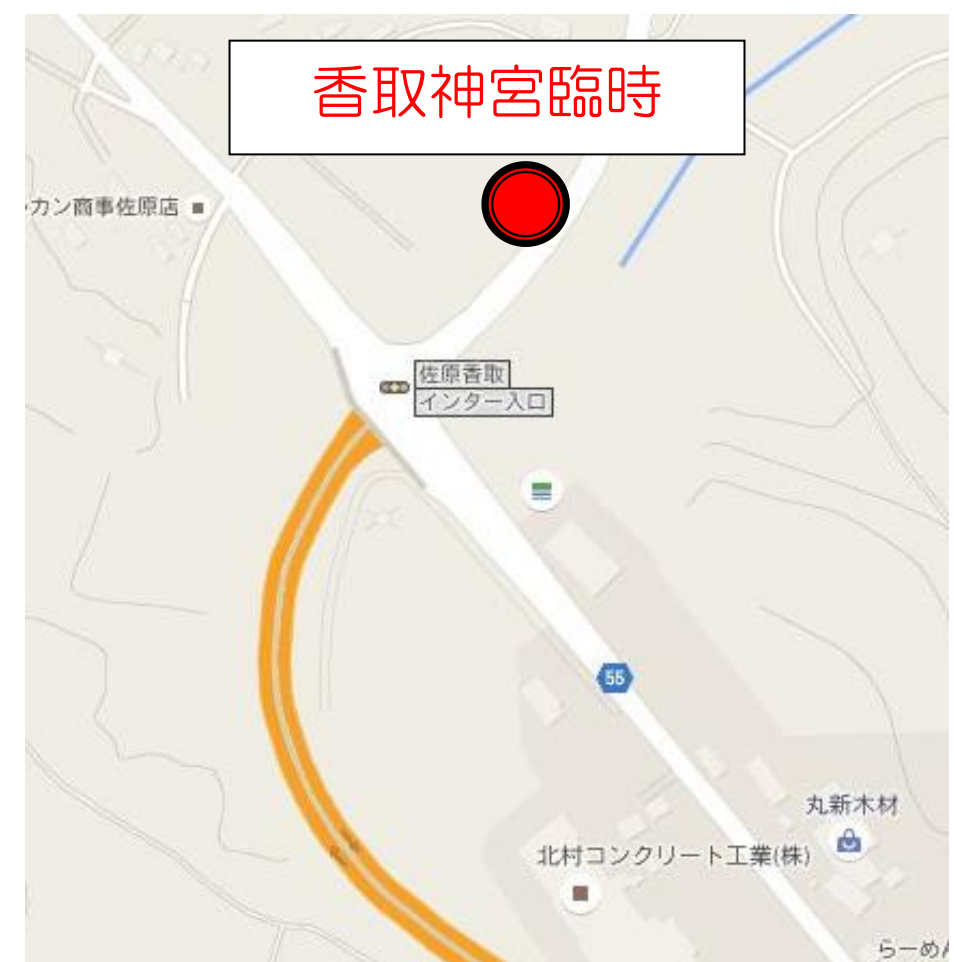 香取神宮臨時
カン商事佐原店
佐原香取
インター入口
55
丸新木材
北村コンクリート工業(株)
らーめん